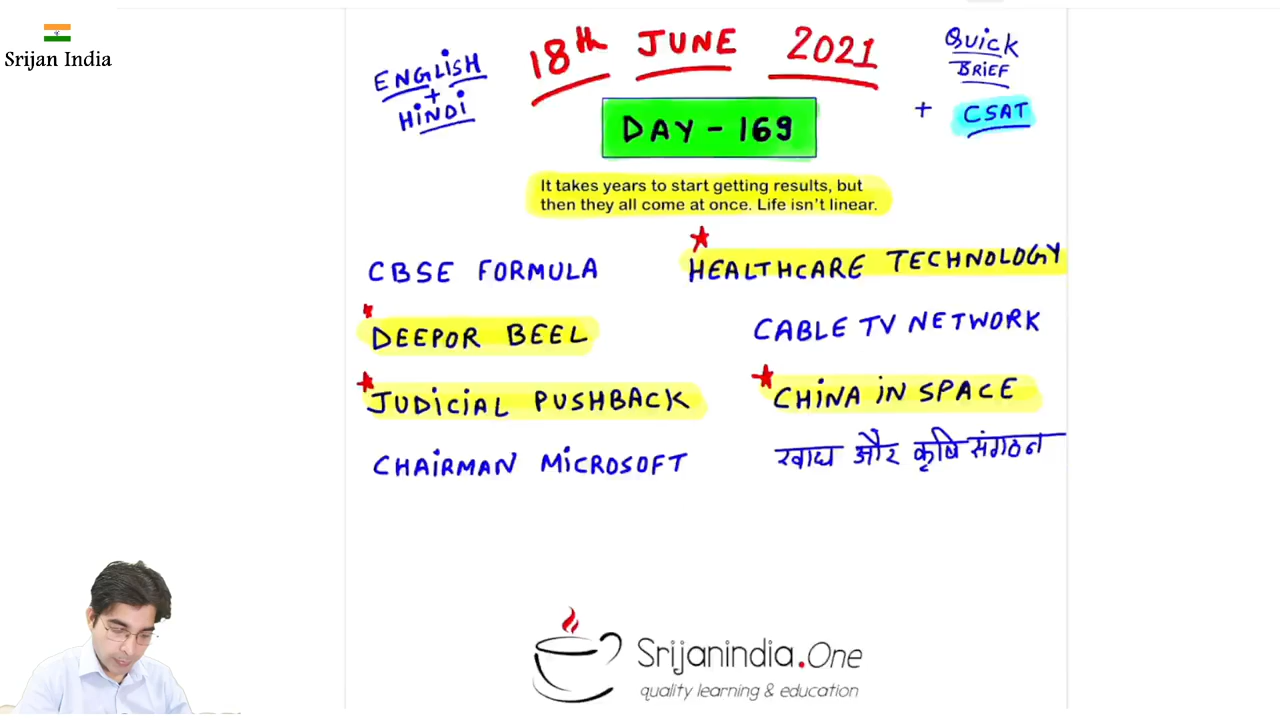 Srijan India
ENGLISH
+
HINDI
18th JUNE 2021
QUICK
BRIEF
+ CSAT
DAY - 169
It takes years to start getting results, but
then they all come at once. Life isn't linear.
CBSE FORMULA
HEALTHCARE TECHNOLOGY
DEEPOR BEEL
CABLE TV NETWORK
JUDICIAL PUSHBACK
CHINA IN SPACE
CHAIRMAN MICROSOFT
खाद्य और कृषि संगठन
Srijanindia.One
quality learning & education